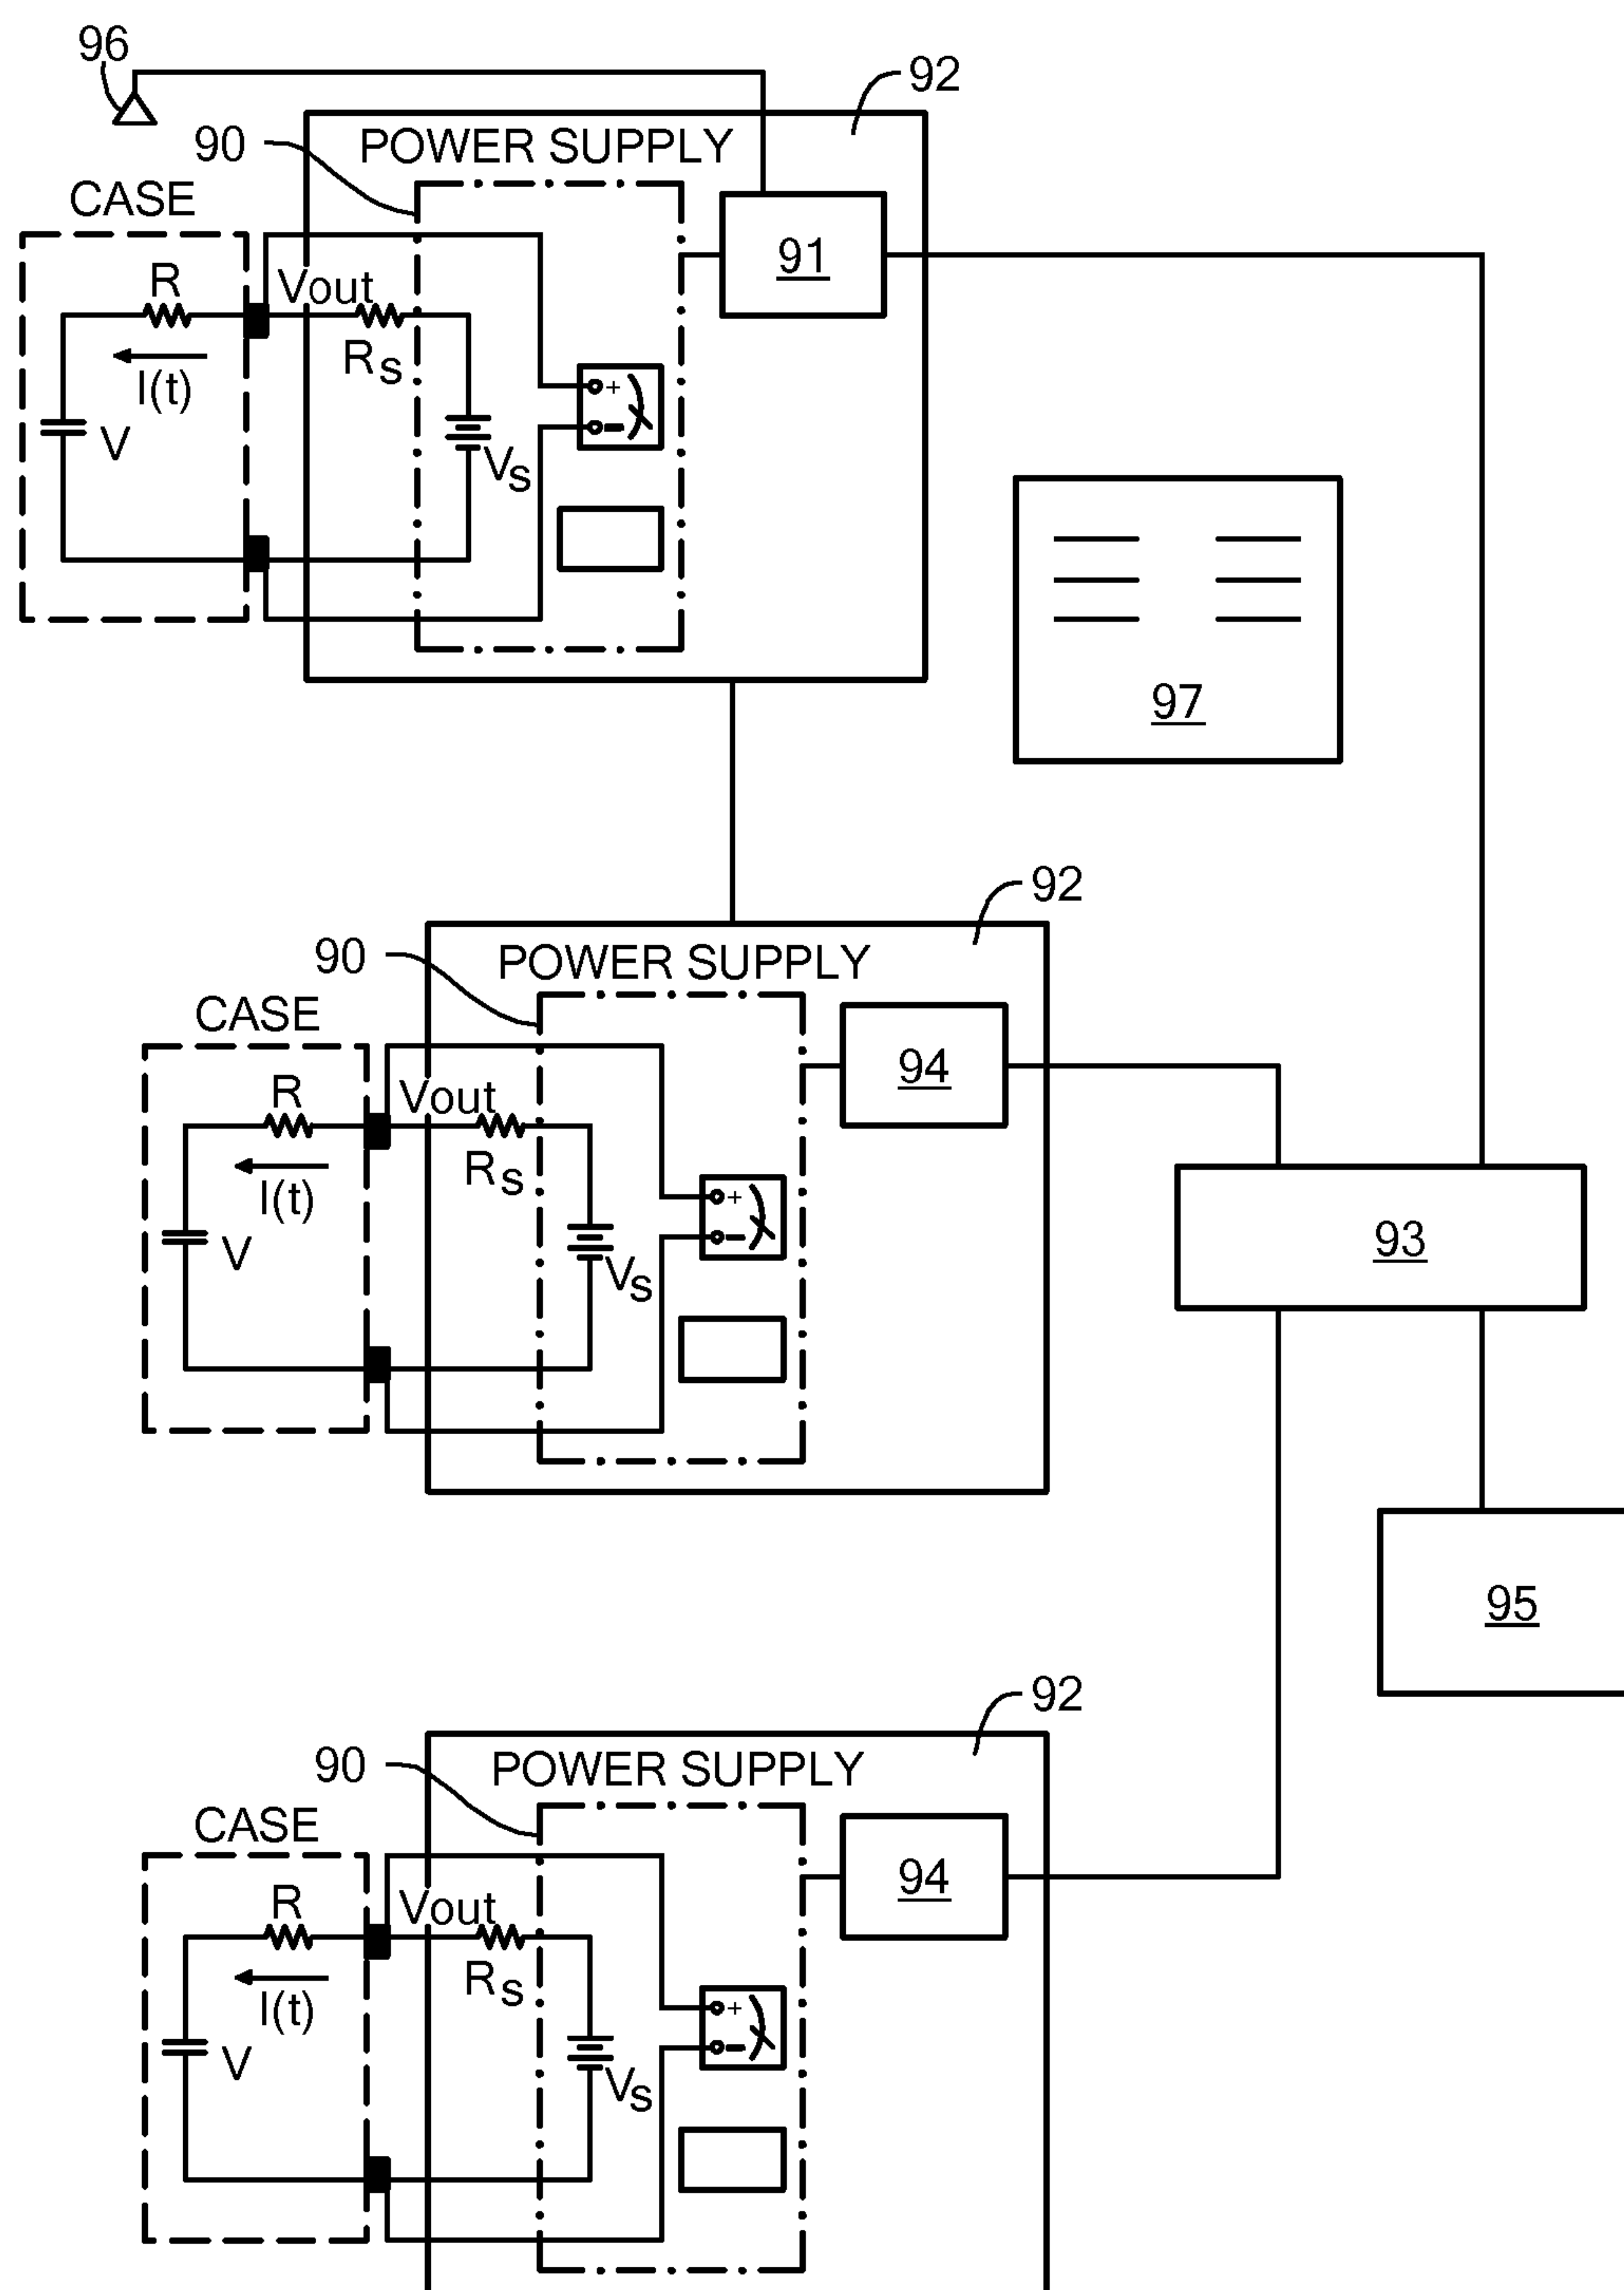 96
92
90
POWER SUPPLY
CASE
91
R
Vout
Rs
I(t)
+
V
Vs
97
92
90
POWER SUPPLY
CASE
94
R
Vout
Rs
I(t)
+
V
Vs
93
95
92
90
POWER SUPPLY
CASE
94
R
Vout
Rs
I(t)
+
V
Vs